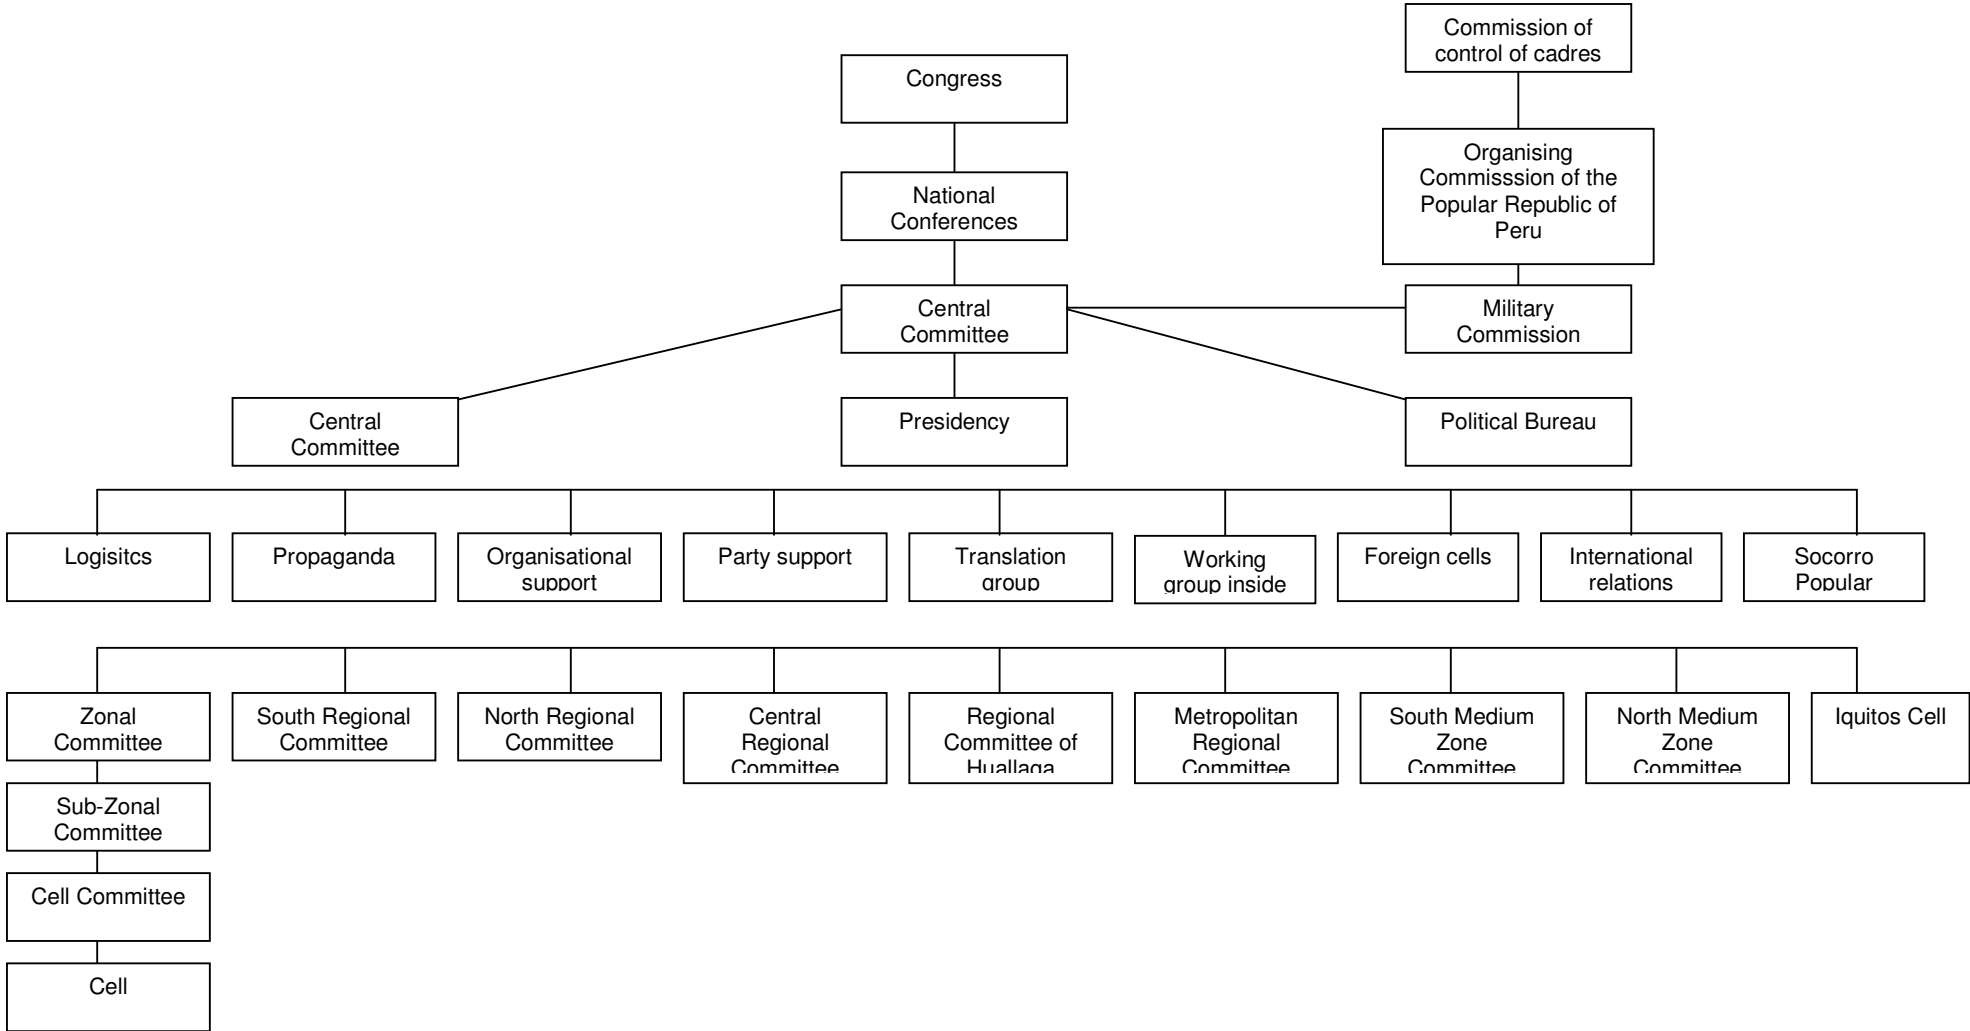 Commission of
control of cadres
Congress
Organising
Commisssion of the
Popular Republic of
Peru
National
Conferences
Central
Committee
Military
Commission
Central
Committee
Presidency
Political Bureau
Logisitcs
Propaganda
Organisational
support
Party support
Translation
group
Working
group inside
Foreign cells
International
relations
Socorro
Popular
Zonal
Committee
South Regional
Committee
North Regional
Committee
Central
Regional
Committee
Regional
Committee of
Huallaga
Metropolitan
Regional
Committee
South Medium
Zone
Committee
North Medium
Zone
Committee
Iquitos Cell
Sub-Zonal
Committee
Cell Committee
Cell